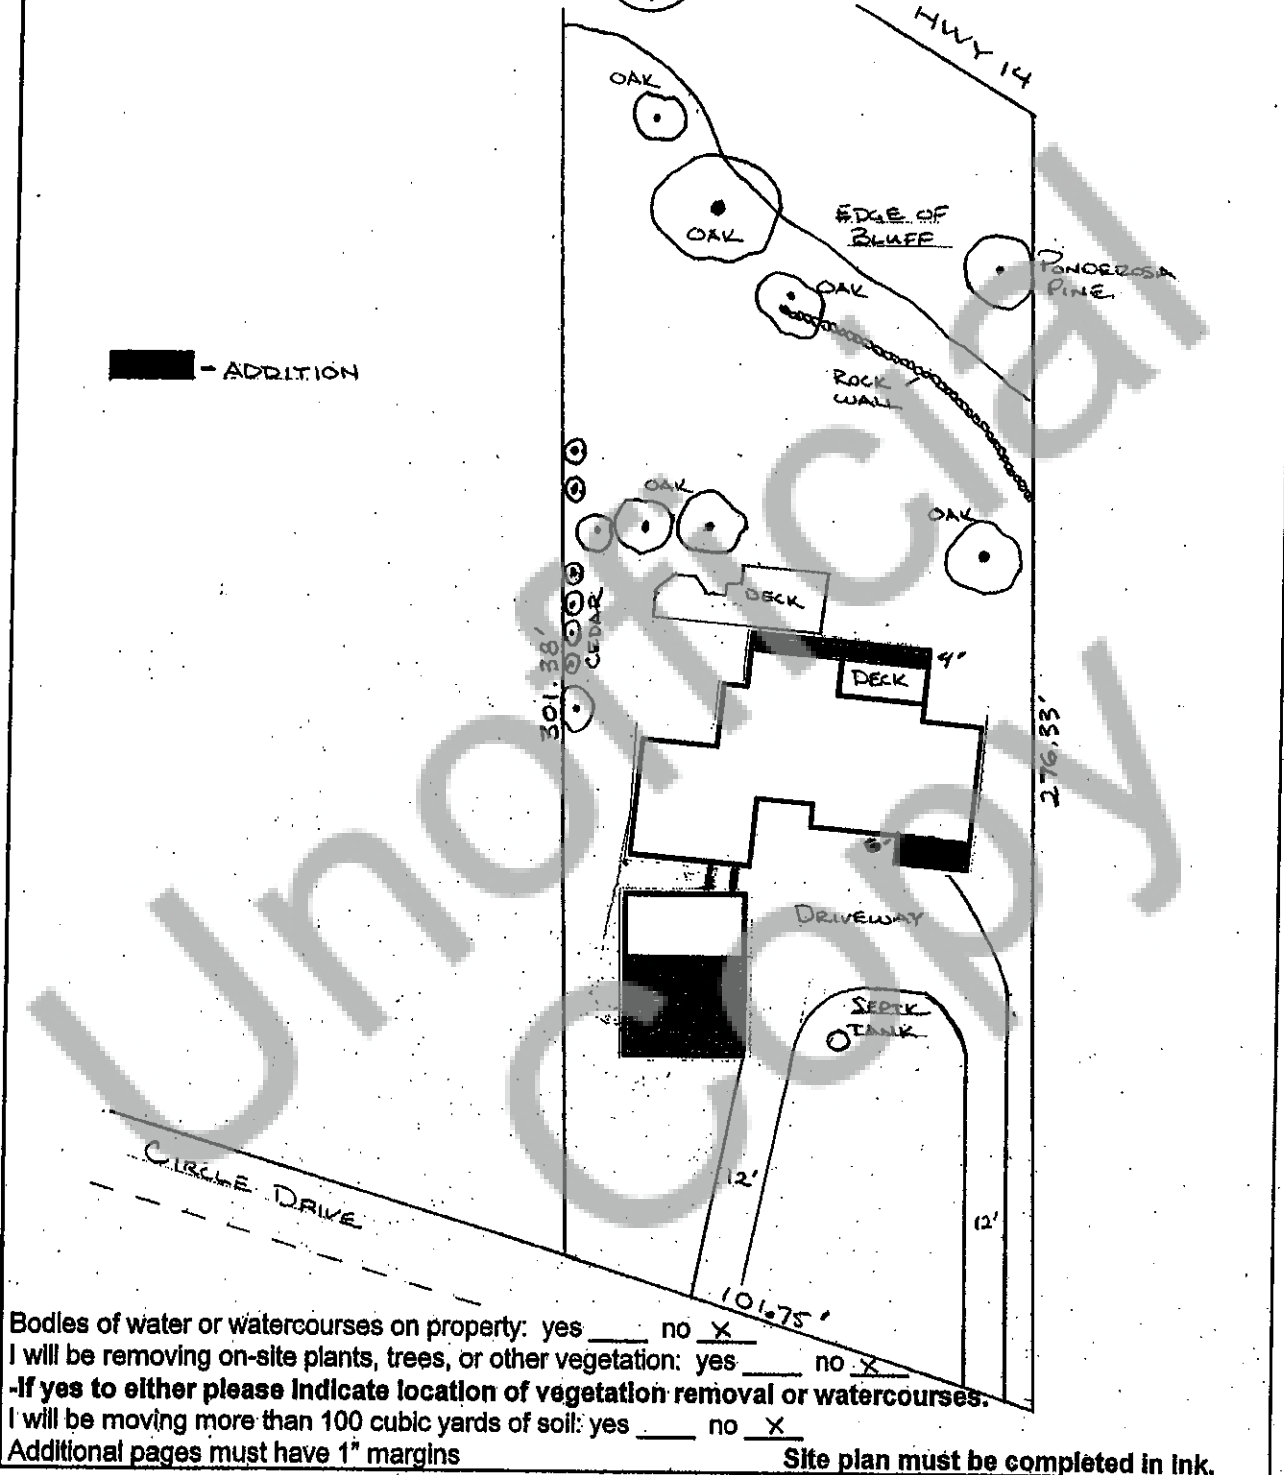 HWY 14
OAK
OAK
EDGE OF
BLUFF
OAK
PONDEROSA
PINE
- ADDITION
ROCK
WALL
OAK
OAK
DECK
CEDAR
301.38'
4'
DECK
276.33'
DRIVEWAY
SEPTIC
TANK
CIRCLE DRIVE
12'
12'
101.75'
Bodies of water or watercourses on property: yes ____ no X
I will be removing on-site plants, trees, or other vegetation: yes ____ no X
-If yes to either please indicate location of vegetation removal or watercourses.
I will be moving more than 100 cubic yards of soil: yes ____ no X
Additional pages must have 1" margins
Site plan must be completed in ink.
Unofficial
Copy